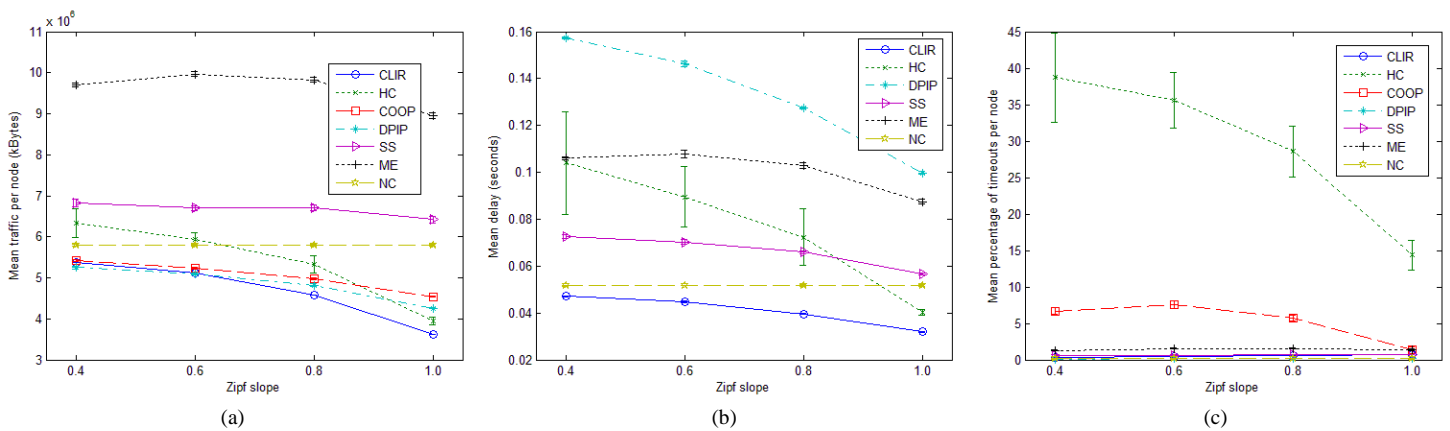 x 10⁶
11
10
9
8
7
6
5
4
3
0.4 0.6 0.8 1.0
Mean traffic per node (kBytes)
Zipf slope
CLIR
HC
COOP
DPIP
SS
ME
NC
(a)
0.16
0.14
0.12
0.1
0.08
0.06
0.04
0.02
0.4 0.6 0.8 1.0
Mean delay (seconds)
Zipf slope
CLIR
HC
DPIP
SS
ME
NC
(b)
45
40
35
30
25
20
15
10
5
0
0.4 0.6 0.8 1.0
Mean percentage of timeouts per node
Zipf slope
CLIR
HC
COOP
DPIP
SS
ME
NC
(c)